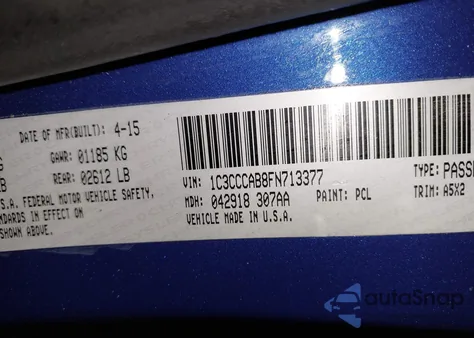 DATE OF MFR(BUILT): 4-15
G GAWR: 01185 KG
B REAR: 02612 LB
.S.A. FEDERAL MOTOR VEHICLE SAFETY,
NDARDS IN EFFECT ON
SHOWN ABOVE.
VIN: 1C3CCCAB8FN713377 TYPE: PASSE
MDH: 042918 307AA PAINT: PCL TRIM: A5X2
VEHICLE MADE IN U.S.A.
autoSnap